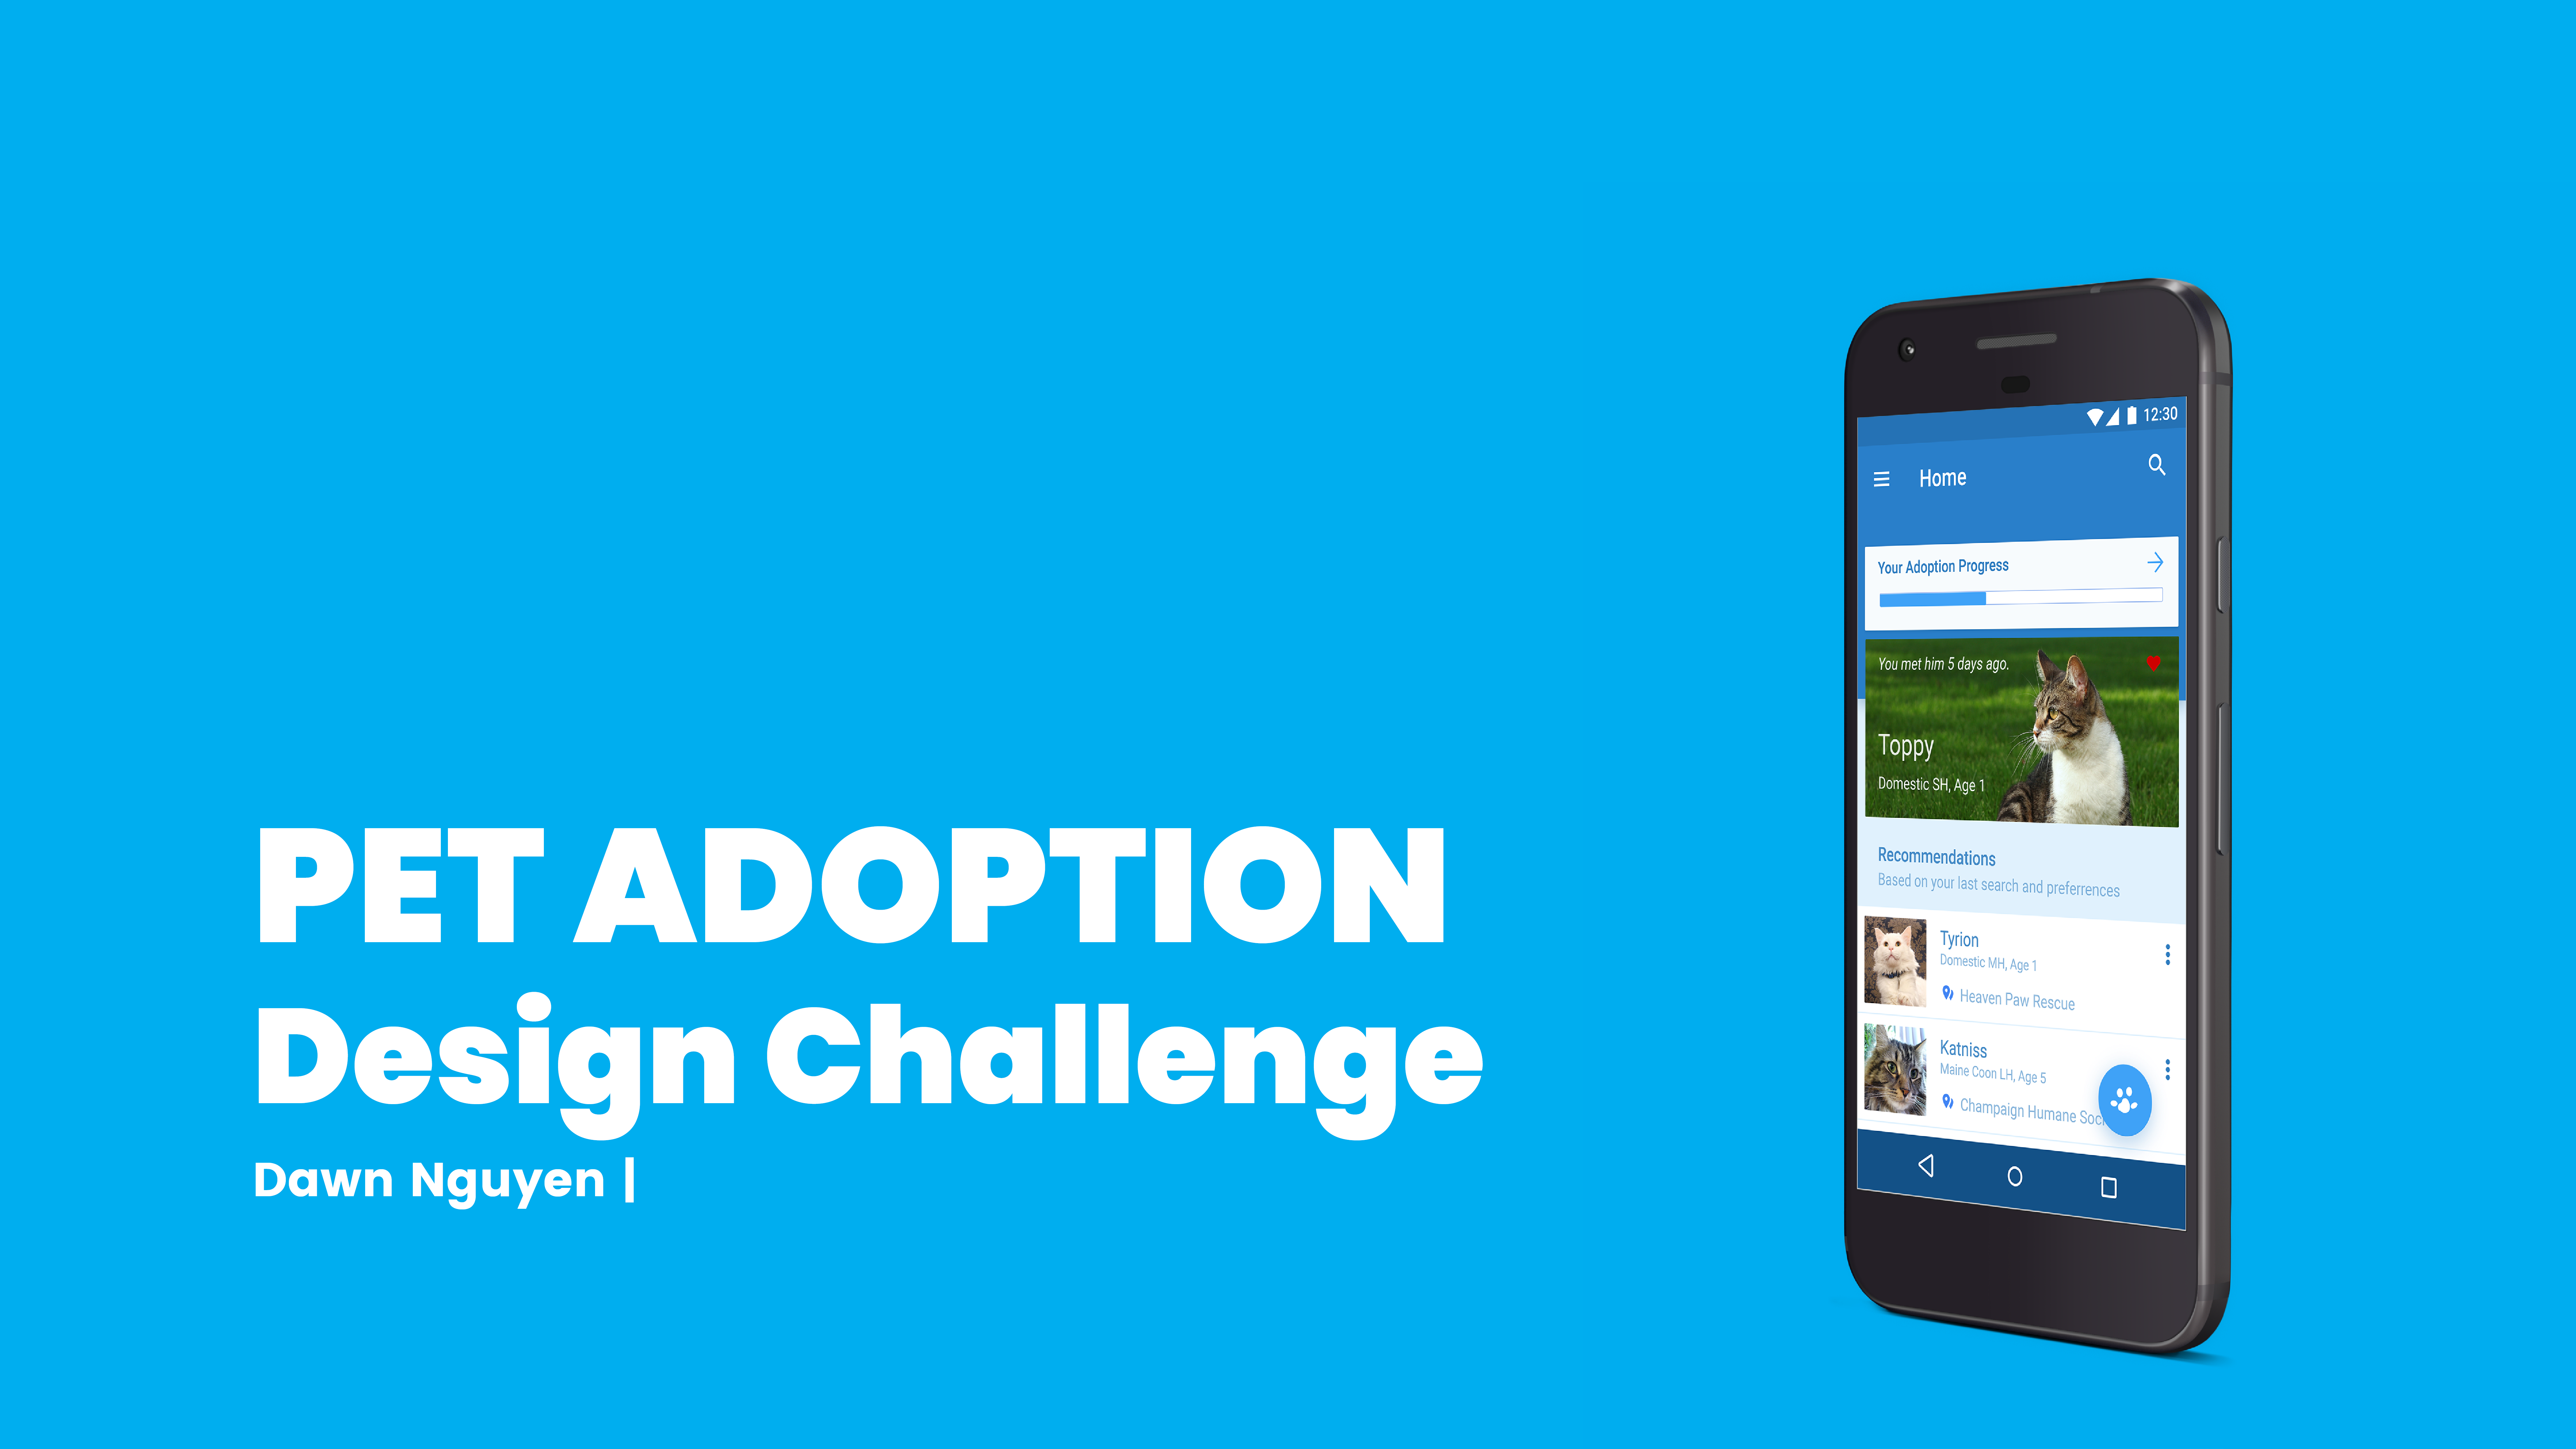 PET ADOPTION
Design Challenge
Dawn Nguyen |
12:30
Home
Your Adoption Progress
You met him 5 days ago.
Toppy
Domestic SH, Age 1
Recommendations
Based on your last search and preferrences
Tyrion
Domestic MH, Age 1
Heaven Paw Rescue
Katniss
Maine Coon LH, Age 5
Champaign Humane Soc